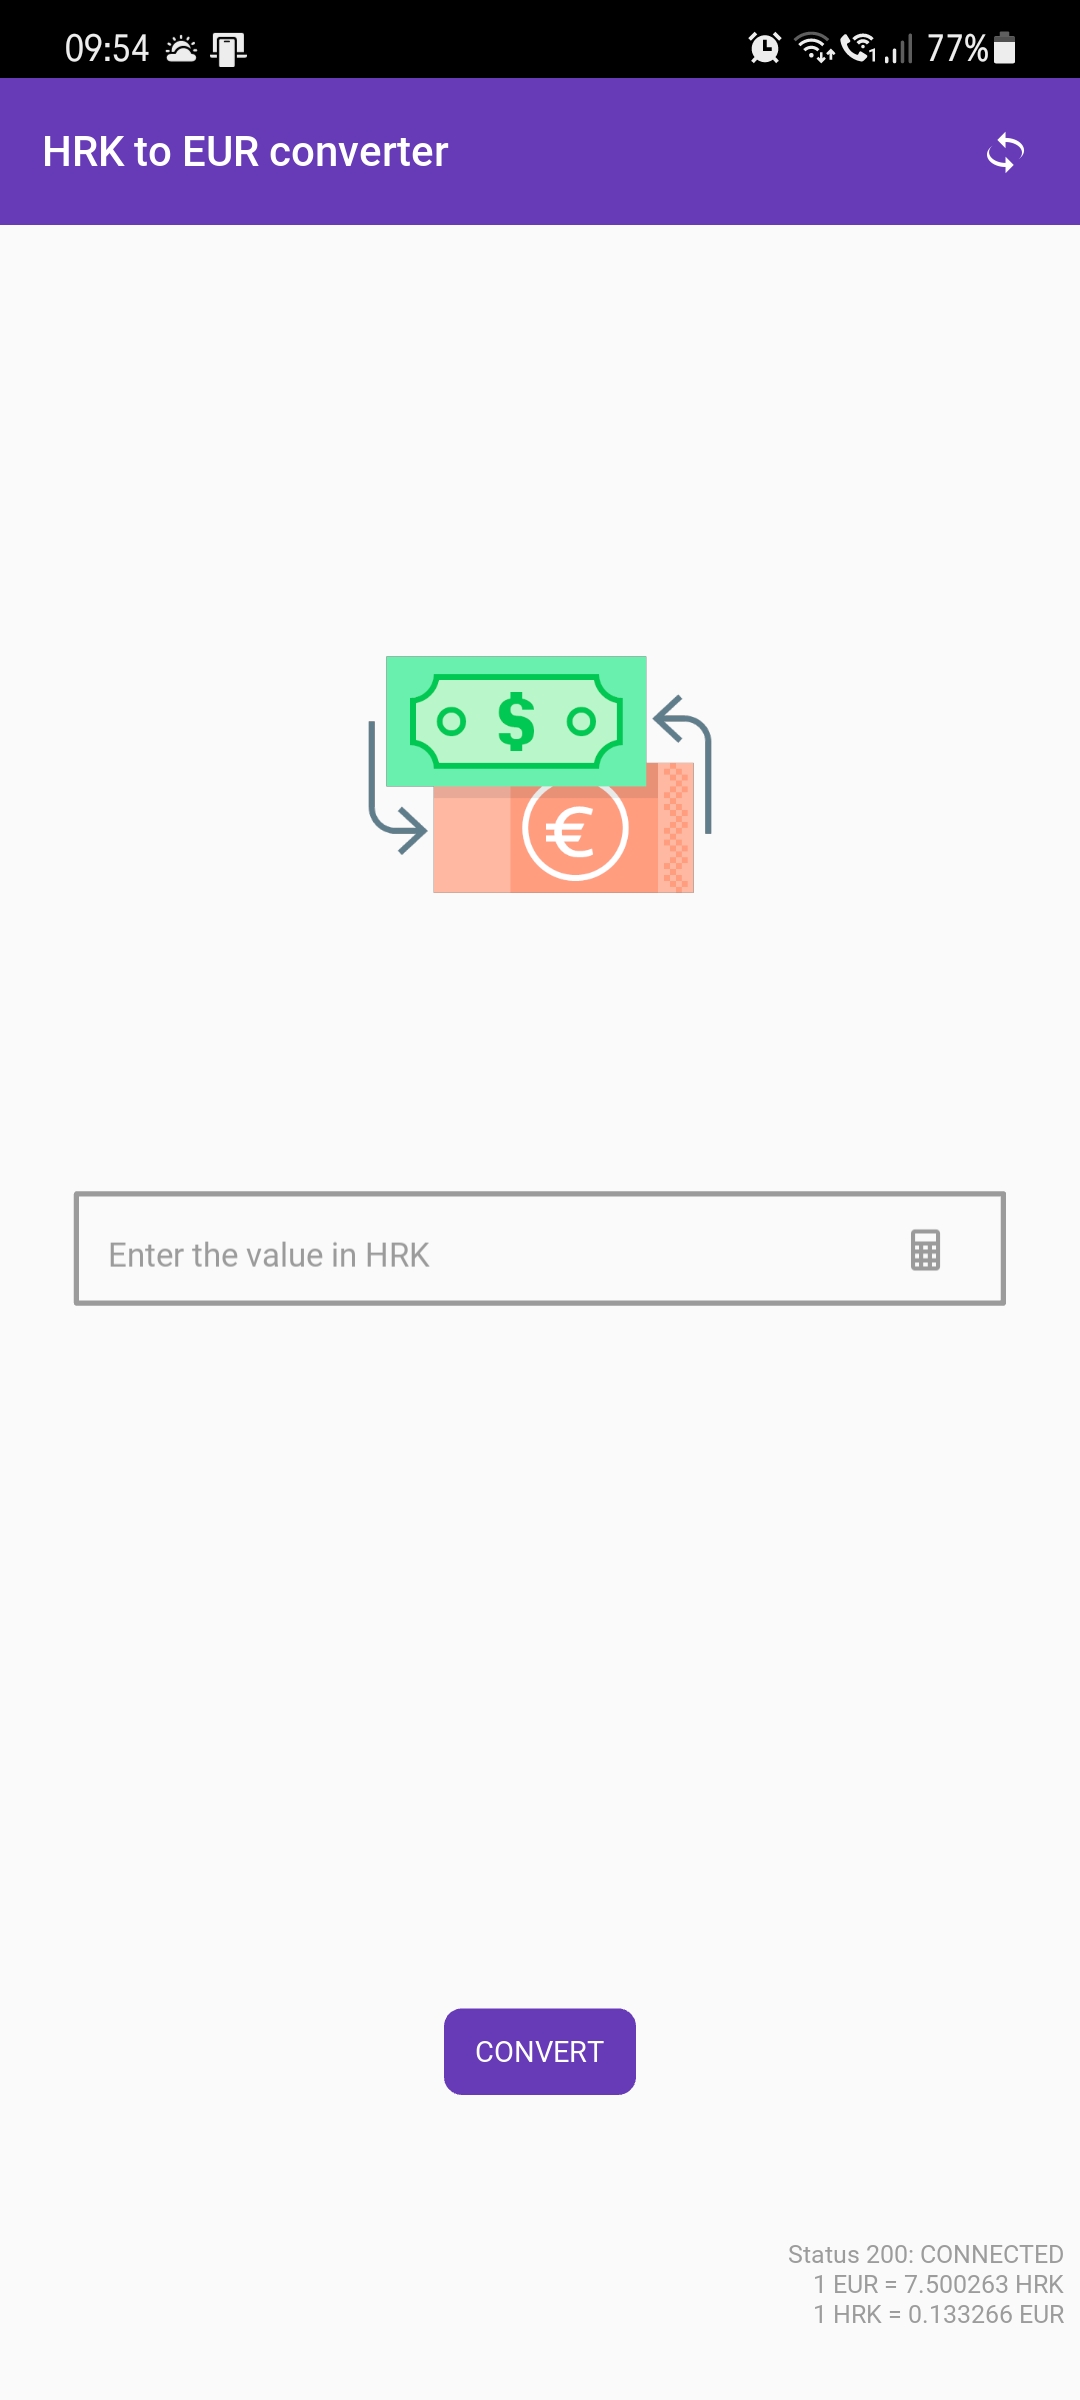 09:54
1
77%
HRK to EUR converter
$
€
Enter the value in HRK
CONVERT
Status 200: CONNECTED
1 EUR = 7.500263 HRK
1 HRK = 0.133266 EUR